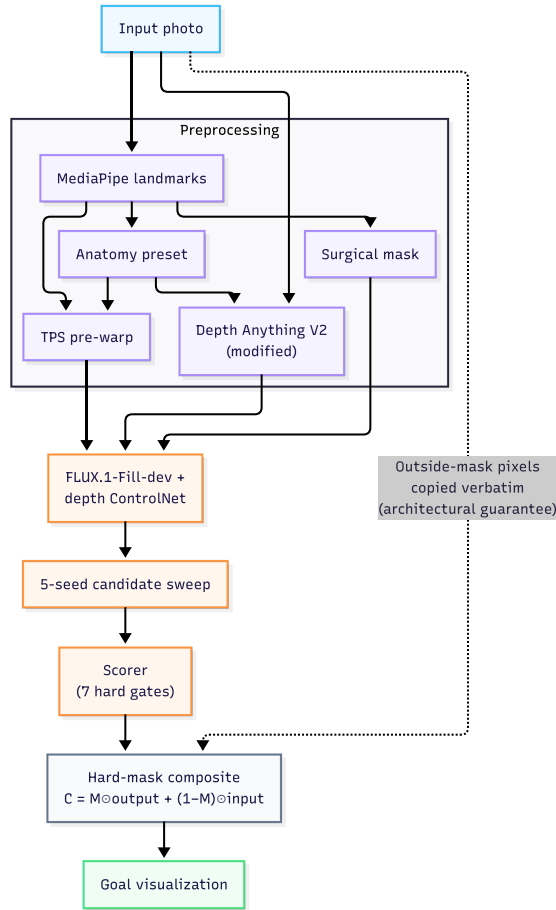 Input photo
Preprocessing
MediaPipe landmarks
Anatomy preset
Surgical mask
TPS pre-warp
Depth Anything V2
(modified)
FLUX.1-Fill-dev +
depth ControlNet
Outside-mask pixels
copied verbatim
(architectural guarantee)
5-seed candidate sweep
Scorer
(7 hard gates)
Hard-mask composite
C = M⊙output + (1−M)⊙input
Goal visualization